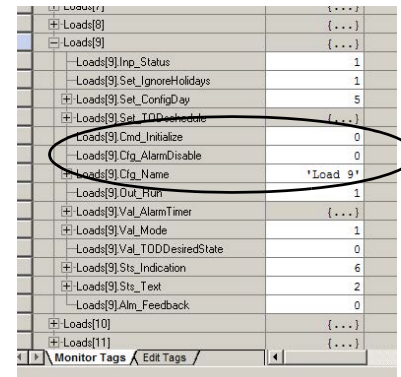 Loads[7] {...}
Loads[8] {...}
Loads[9] {...}
Loads[9].Inp_Status 1
Loads[9].Set_IgnoreHolidays 1
Loads[9].Set_ConfigDay 5
Loads[9].Set_TODschedule {...}
Loads[9].Cmd_Initialize 0
Loads[9].Cfg_AlarmDisable 0
Loads[9].Cfg_Name 'Load 9'
Loads[9].Out_Run 1
Loads[9].Val_AlarmTimer {...}
Loads[9].Val_Mode 1
Loads[9].Val_TODDesiredState 0
Loads[9].Sts_Indication 6
Loads[9].Sts_Text 2
Loads[9].Alm_Feedback 0
Loads[10] {...}
Loads[11] {...}
Monitor Tags Edit Tags